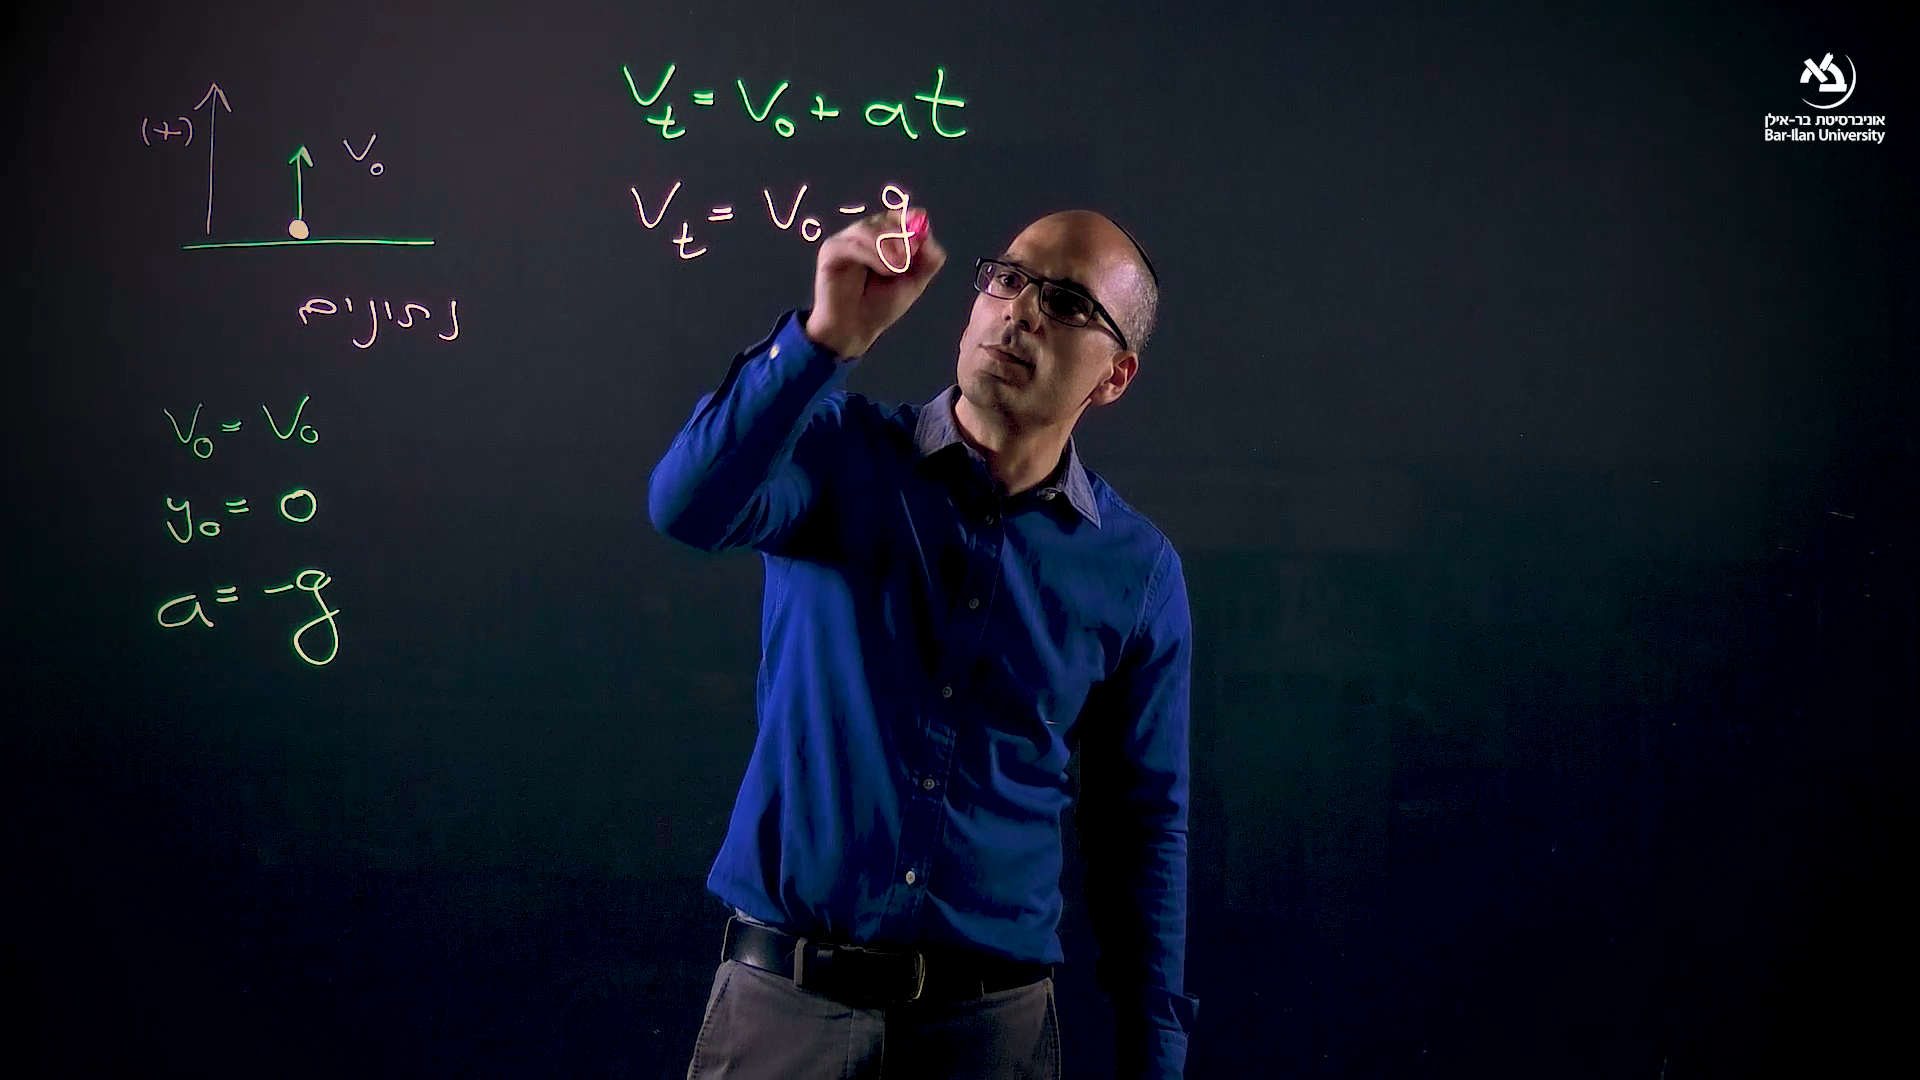 (+)
V₀
נתונים
V₀ = V₀
y₀ = 0
a = -g
Vₜ = V₀ + at
Vₜ = V₀ - g
אוניברסיטת בר-אילן
Bar-Ilan University